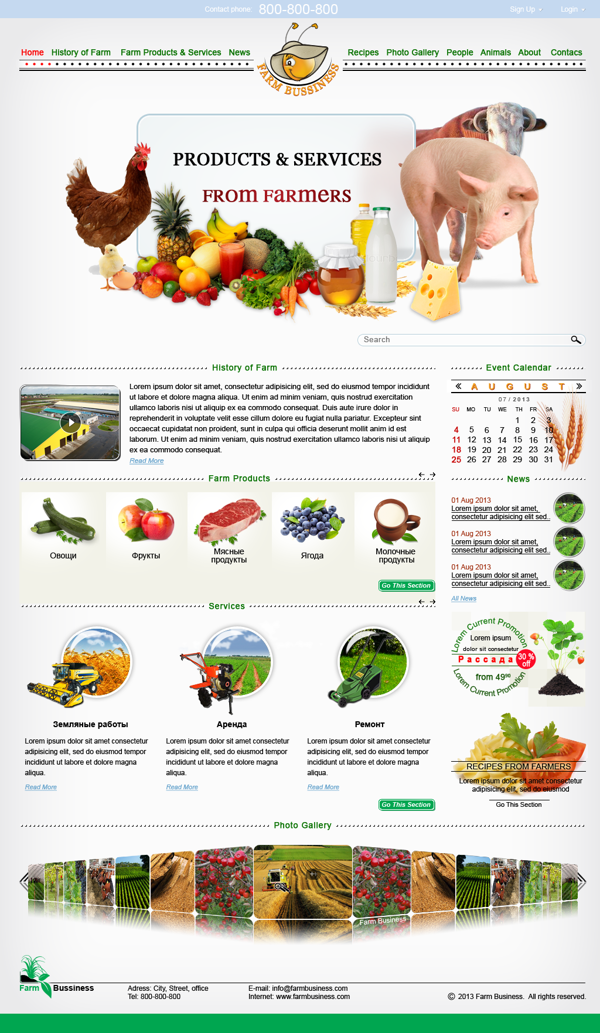 Contact phone: 800-800-800
Sign Up
Login
Home
History of Farm
Farm Products & Services
News
FARM BUSSINESS
Recipes
Photo Gallery
People
Animals
About
Contacs
PRODUCTS & SERVICES
FROM FARMERS
Search
History of Farm
Lorem ipsum dolor sit amet, consectetur adipisicing elit, sed do eiusmod tempor incididunt
ut labore et dolore magna aliqua. Ut enim ad minim veniam, quis nostrud exercitation
ullamco laboris nisi ut aliquip ex ea commodo consequat. Duis aute irure dolor in
reprehenderit in voluptate velit esse cillum dolore eu fugiat nulla pariatur. Excepteur sint
occaecat cupidatat non proident, sunt in culpa qui officia deserunt mollit anim id est
laborum. Ut enim ad minim veniam, quis nostrud exercitation ullamco laboris nisi ut aliquip
ex ea commodo consequat.
Read More
Event Calendar
« AUGUST »
07 / 2013
SU MO TU WE TH FR SA
1 2 3
4 5 6 7 8 9 10
11 12 13 14 15 16 17
18 19 20 21 22 23 24
25 26 27 28 29 30 31
Farm Products
Овощи
Фрукты
Мясные
продукты
Ягода
Молочные
продукты
Go This Section
News
01 Aug 2013
Lorem ipsum dolor sit amet,
consectetur adipisicing elit sed..
01 Aug 2013
Lorem ipsum dolor sit amet,
consectetur adipisicing elit sed..
01 Aug 2013
Lorem ipsum dolor sit amet,
consectetur adipisicing elit sed..
All News
Services
Земляные работы
Lorem ipsum dolor sit amet consectetur
adipisicing elit, sed do eiusmod tempor
incididunt ut labore et dolore magna
aliqua.
Read More
Аренда
Lorem ipsum dolor sit amet consectetur
adipisicing elit, sed do eiusmod tempor
incididunt ut labore et dolore magna
aliqua.
Read More
Ремонт
Lorem ipsum dolor sit amet consectetur
adipisicing elit, sed do eiusmod tempor
incididunt ut labore et dolore magna
aliqua.
Read More
Go This Section
Lorem Current Promotion
Lorem ipsum
dolor sit consectetur
Рассада
30 %
off
from 49⁹⁰
Lorem Current Promotion
RECIPES FROM FARMERS
Lorem ipsum dolor sit amet consectetur
adipisicing elit, sed do eiusmod
Go This Section
Photo Gallery
Farm Business
Farm Bussiness
Adress: City, Street, office
Tel: 800-800-800
E-mail: info@farmbusiness.com
Internet: www.farmbusiness.com
© 2013 Farm Business. All rights reserved.